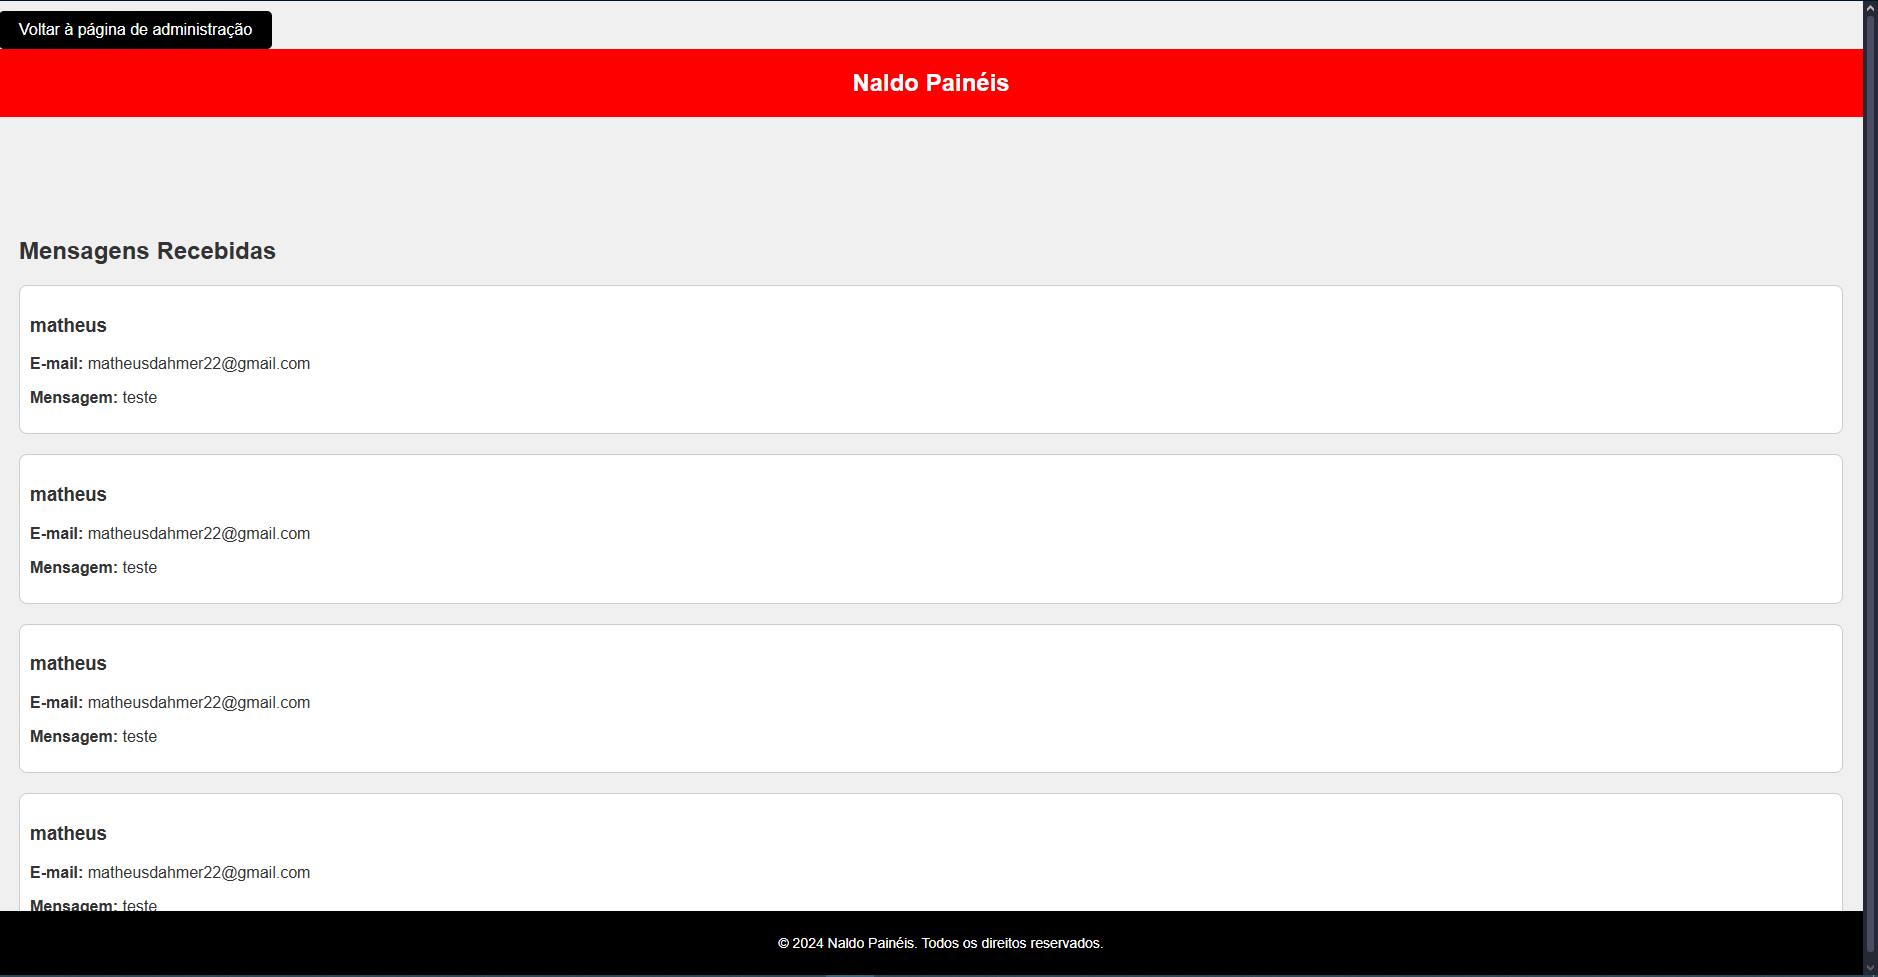 Voltar à página de administração
Naldo Painéis
Mensagens Recebidas
matheus
E-mail: matheusdahmer22@gmail.com
Mensagem: teste
matheus
E-mail: matheusdahmer22@gmail.com
Mensagem: teste
matheus
E-mail: matheusdahmer22@gmail.com
Mensagem: teste
matheus
E-mail: matheusdahmer22@gmail.com
Mensagem: teste
© 2024 Naldo Painéis. Todos os direitos reservados.